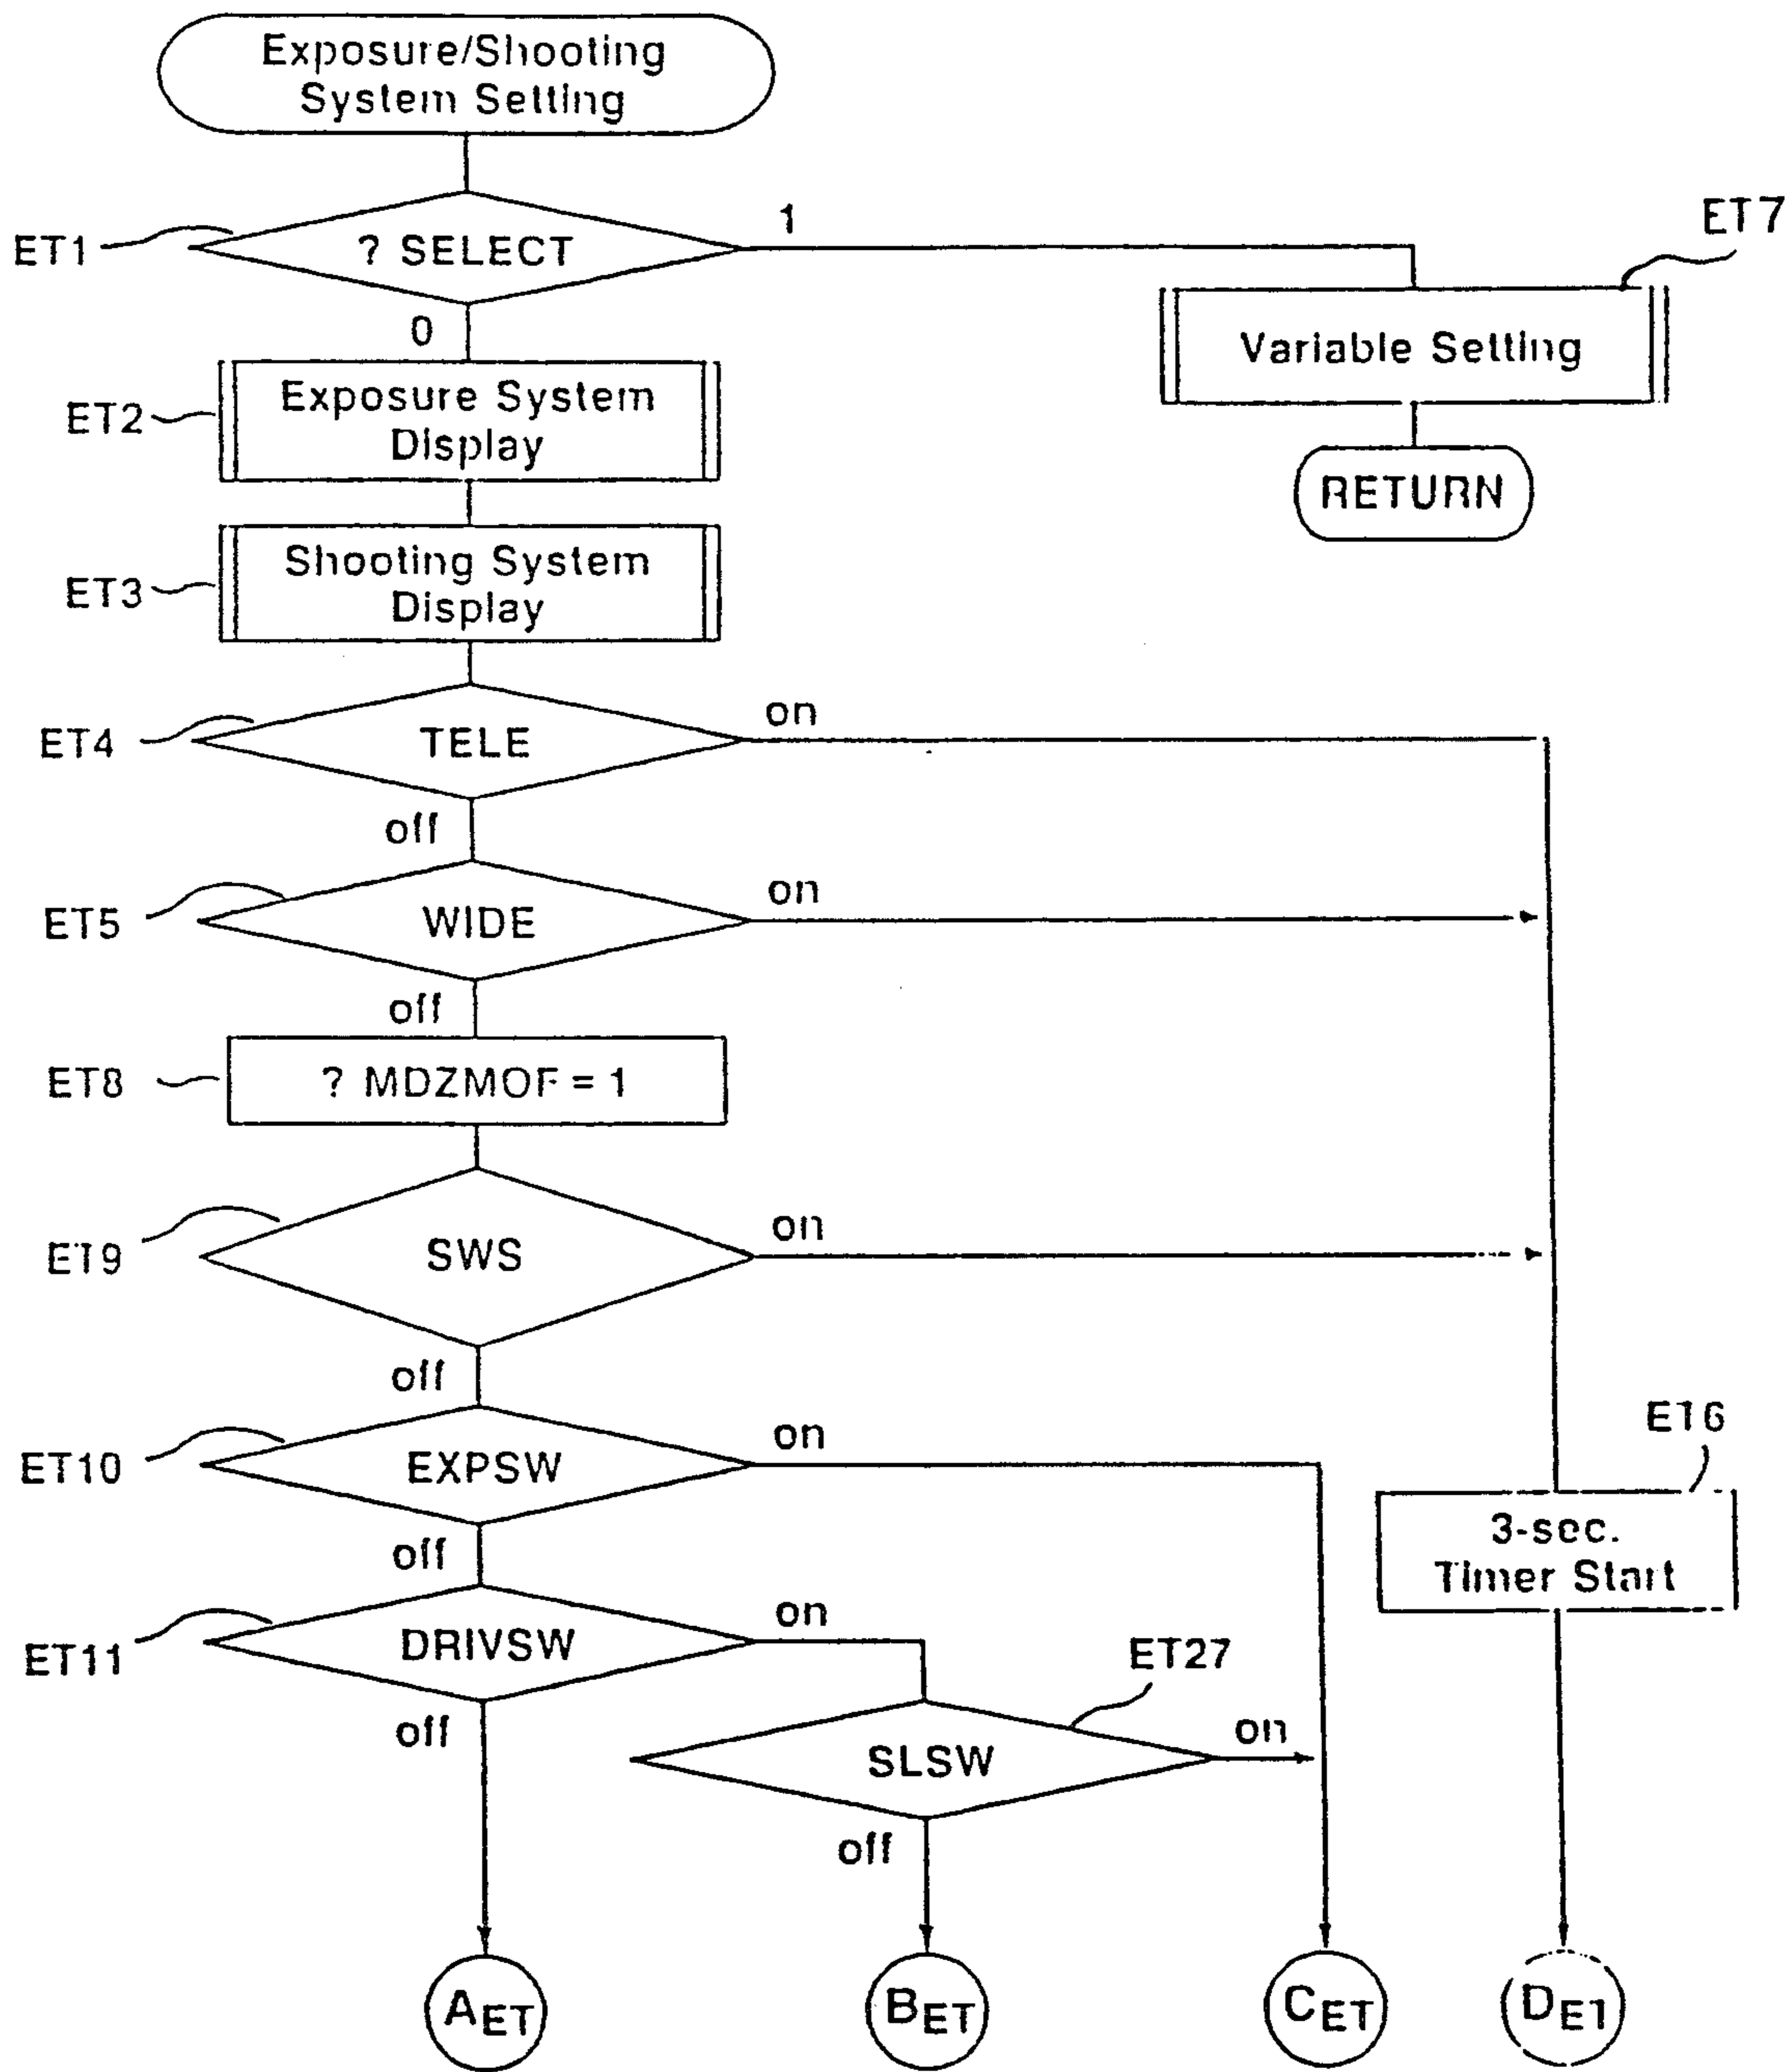 Exposure/Shooting
System Setting
ET1
? SELECT
1
ET7
0
Variable Setting
ET2
Exposure System
Display
RETURN
ET3
Shooting System
Display
ET4
TELE
on
off
ET5
WIDE
on
off
ET8
? MDZMOF = 1
ET9
SWS
on
off
ET10
EXPSW
on
ET6
off
3-sec.
Timer Start
ET11
DRIVSW
on
ET27
off
SLSW
on
off
AET
BET
CET
DET